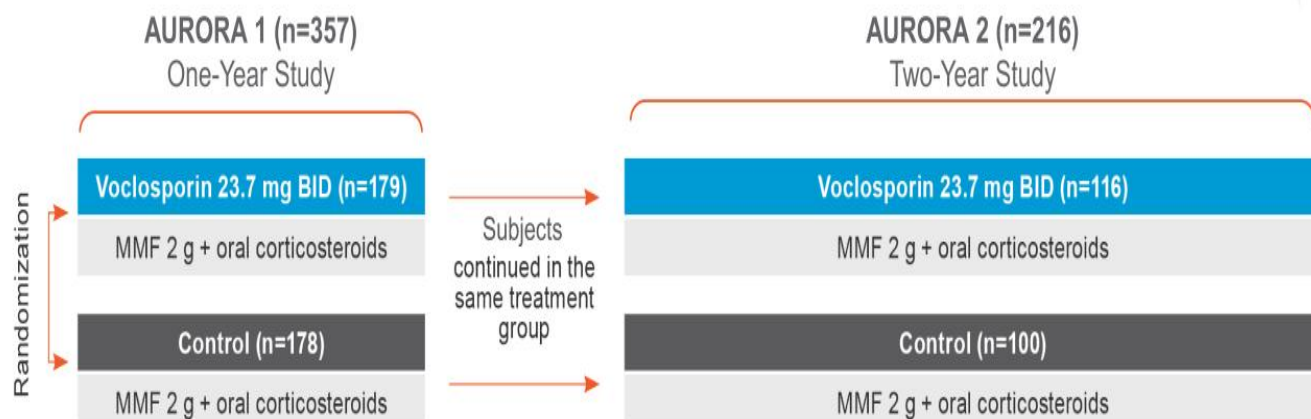 AURORA 1 (n=357)
One-Year Study
AURORA 2 (n=216)
Two-Year Study
Randomization
Voclosporin 23.7 mg BID (n=179)
MMF 2 g + oral corticosteroids
Control (n=178)
MMF 2 g + oral corticosteroids
Subjects
continued in the
same treatment
group
Voclosporin 23.7 mg BID (n=116)
MMF 2 g + oral corticosteroids
Control (n=100)
MMF 2 g + oral corticosteroids